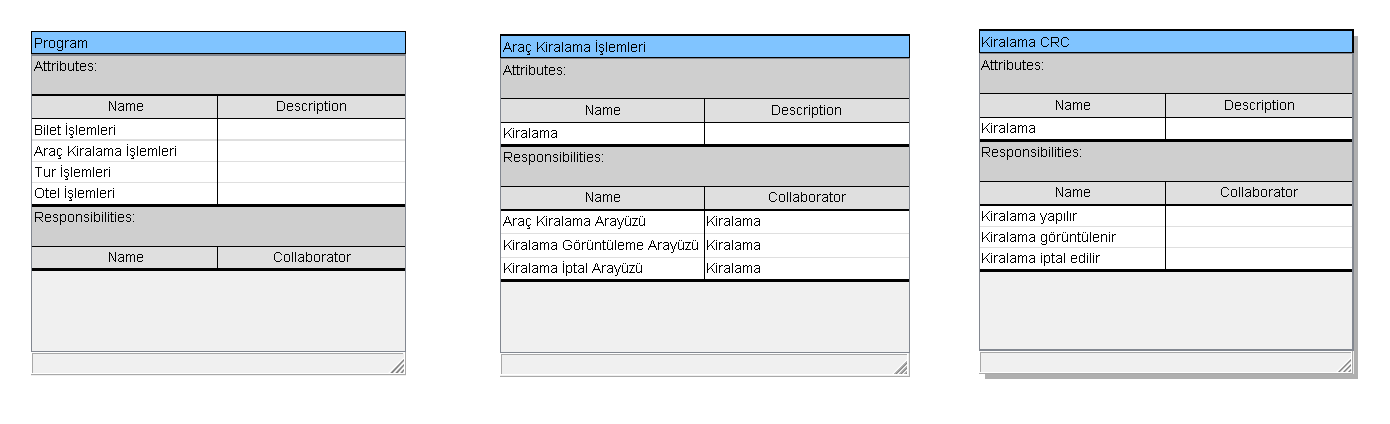 Program
Attributes:
Name Description
Bilet İşlemleri
Araç Kiralama İşlemleri
Tur İşlemleri
Otel İşlemleri
Responsibilities:
Name Collaborator
Araç Kiralama İşlemleri
Attributes:
Name Description
Kiralama
Responsibilities:
Name Collaborator
Araç Kiralama Arayüzü Kiralama
Kiralama Görüntüleme Arayüzü Kiralama
Kiralama İptal Arayüzü Kiralama
Kiralama CRC
Attributes:
Name Description
Kiralama
Responsibilities:
Name Collaborator
Kiralama yapılır
Kiralama görüntülenir
Kiralama iptal edilir